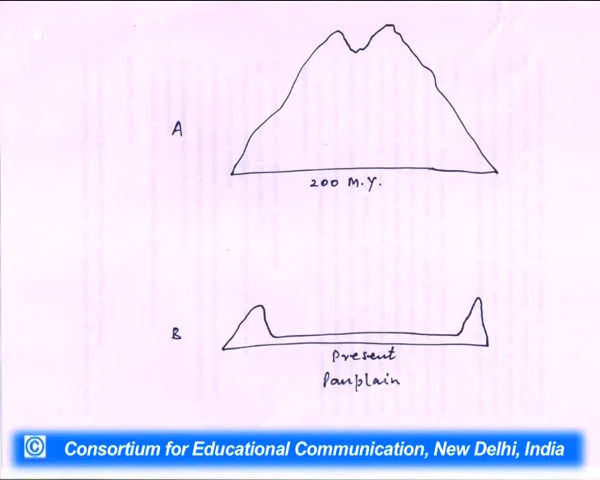 A
200 M.Y.
B
Present
Panplain
© Consortium for Educational Communication, New Delhi, India